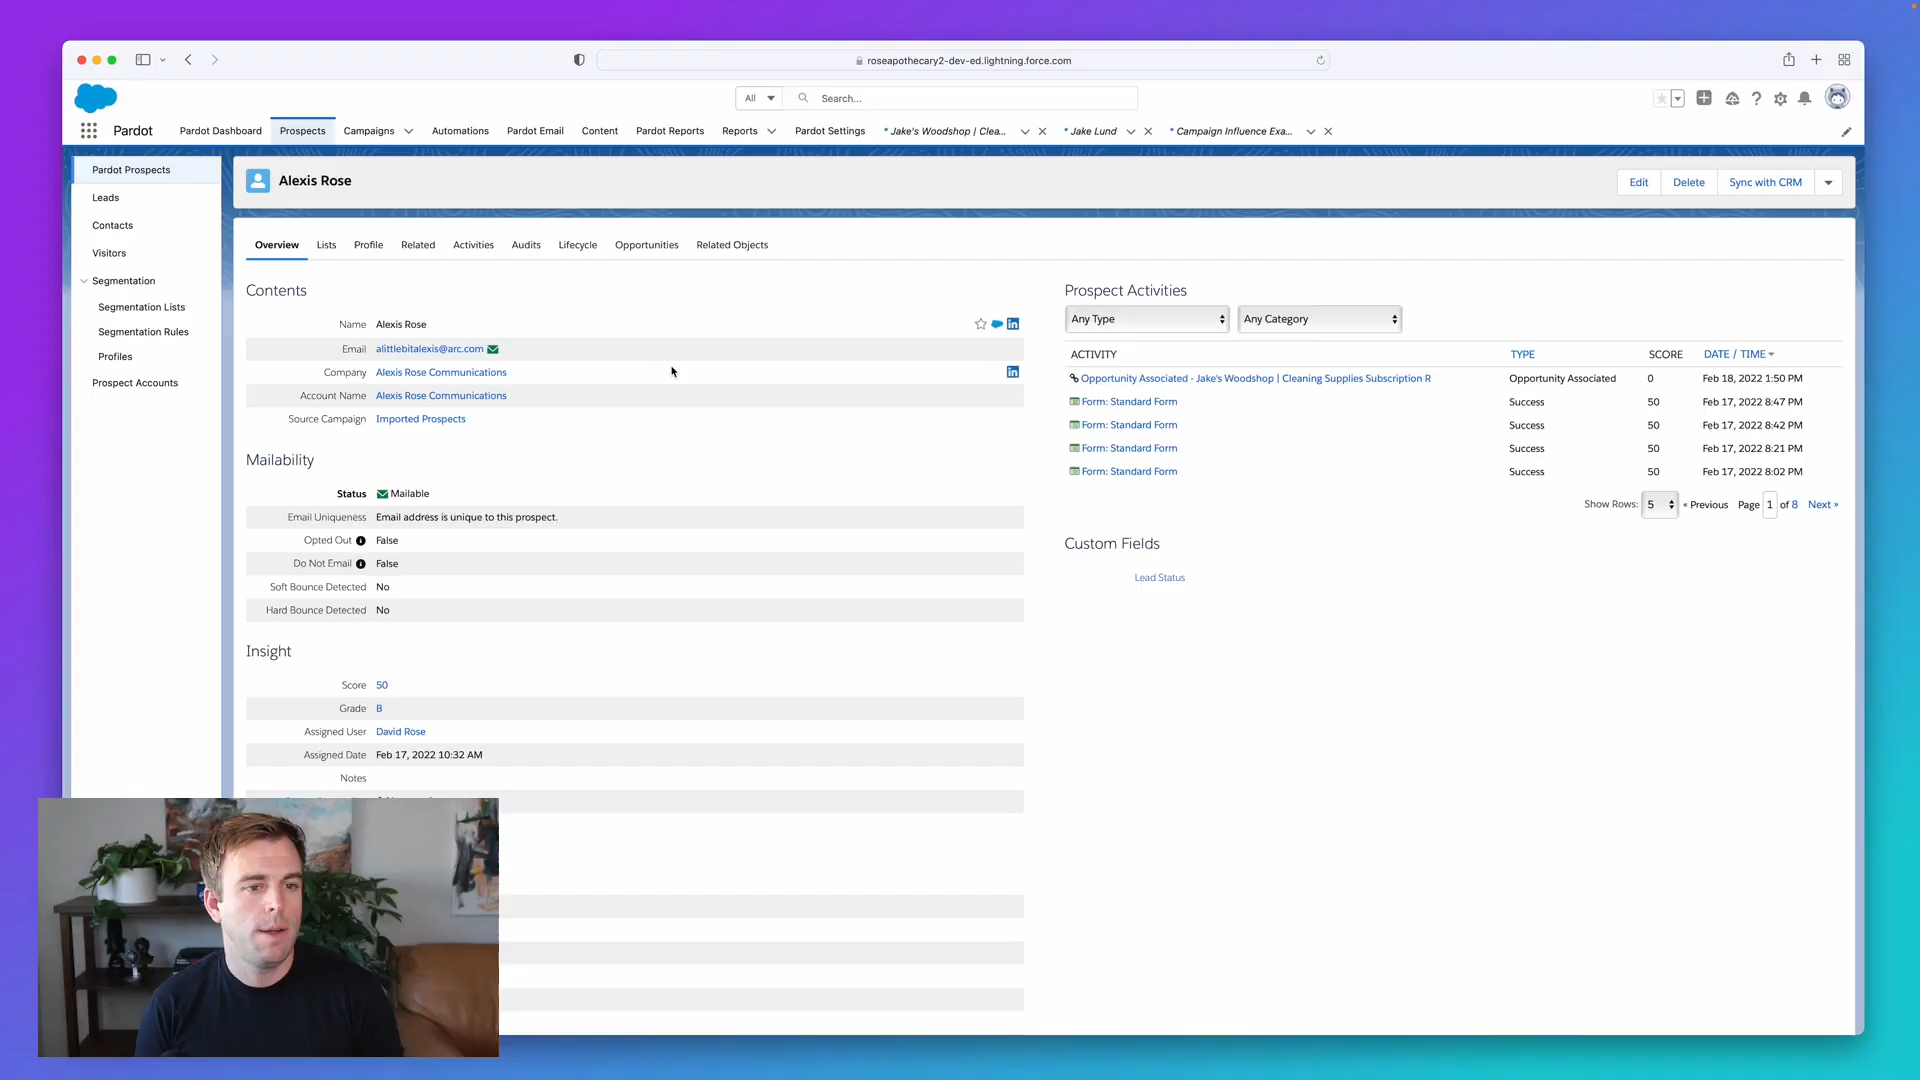 roseapothecary2-dev-ed.lightning.force.com
All
Search...
Pardot
Pardot Dashboard
Prospects
Campaigns
Automations
Pardot Email
Content
Pardot Reports
Reports
Pardot Settings
* Jake's Woodshop | Clea...
* Jake Lund
* Campaign Influence Exa...
Pardot Prospects
Leads
Contacts
Visitors
Segmentation
Segmentation Lists
Segmentation Rules
Profiles
Prospect Accounts
Alexis Rose
Edit
Delete
Sync with CRM
Overview
Lists
Profile
Related
Activities
Audits
Lifecycle
Opportunities
Related Objects
Contents
Name Alexis Rose
Email alittlebitalexis@arc.com
Company Alexis Rose Communications
Account Name Alexis Rose Communications
Source Campaign Imported Prospects
Mailability
Status Mailable
Email Uniqueness Email address is unique to this prospect.
Opted Out False
Do Not Email False
Soft Bounce Detected No
Hard Bounce Detected No
Insight
Score 50
Grade B
Assigned User David Rose
Assigned Date Feb 17, 2022 10:32 AM
Notes
Prospect Activities
Any Type
Any Category
ACTIVITY TYPE SCORE DATE / TIME
Opportunity Associated - Jake's Woodshop | Cleaning Supplies Subscription R Opportunity Associated 0 Feb 18, 2022 1:50 PM
Form: Standard Form Success 50 Feb 17, 2022 8:47 PM
Form: Standard Form Success 50 Feb 17, 2022 8:42 PM
Form: Standard Form Success 50 Feb 17, 2022 8:21 PM
Form: Standard Form Success 50 Feb 17, 2022 8:02 PM
Show Rows: 5 « Previous Page 1 of 8 Next »
Custom Fields
Lead Status